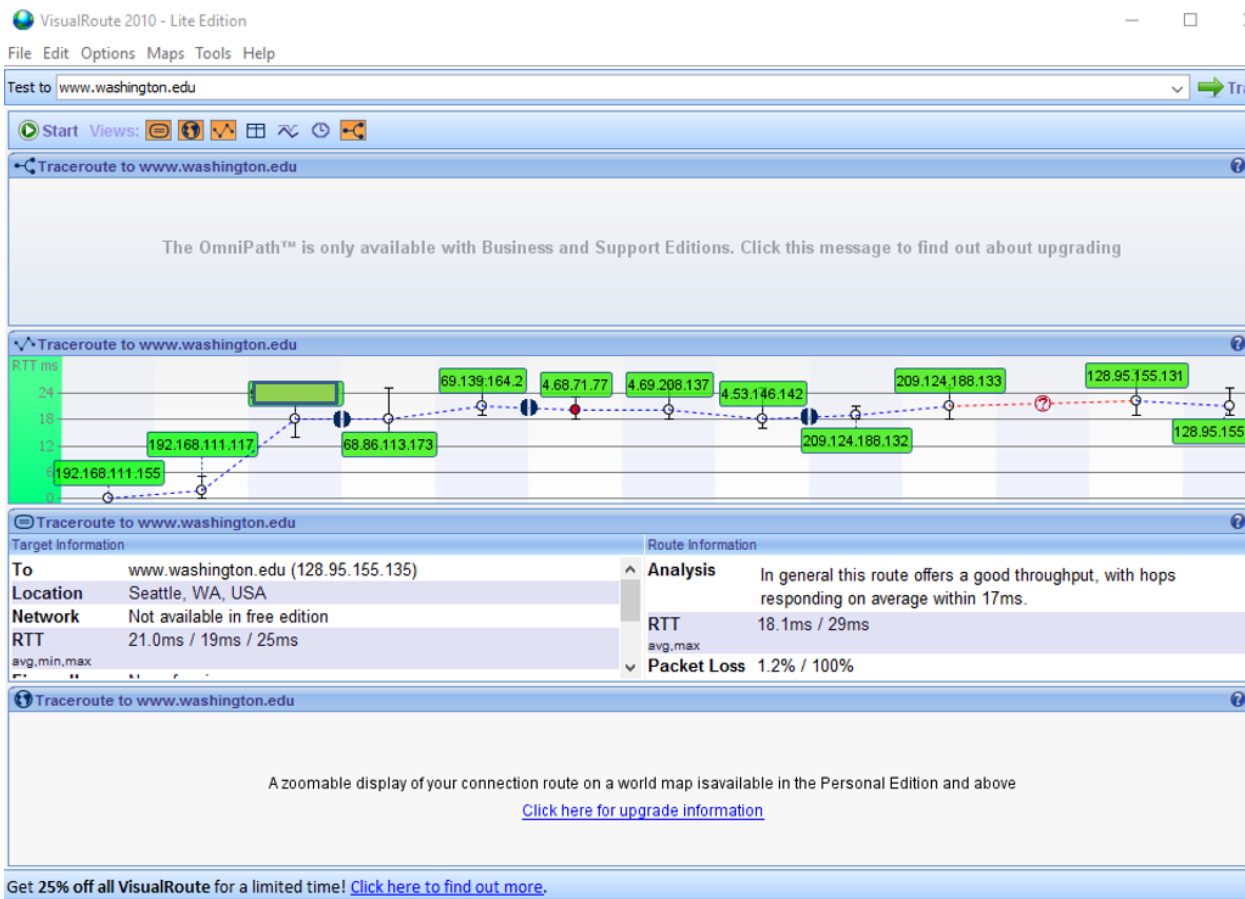 VisualRoute 2010 - Lite Edition
File Edit Options Maps Tools Help
Test to www.washington.edu
Start Views:
Traceroute to www.washington.edu
The OmniPath™ is only available with Business and Support Editions. Click this message to find out about upgrading
Traceroute to www.washington.edu
RTT ms
24
18
12
6
0
192.168.111.155
192.168.111.117
68.86.113.173
69.139.164.2
4.68.71.77
4.69.208.137
4.53.146.142
209.124.188.132
209.124.188.133
128.95.155.131
128.95.155
Traceroute to www.washington.edu
Target Information
To www.washington.edu (128.95.155.135)
Location Seattle, WA, USA
Network Not available in free edition
RTT 21.0ms / 19ms / 25ms
avg,min,max
Route Information
Analysis In general this route offers a good throughput, with hops
responding on average within 17ms.
RTT 18.1ms / 29ms
avg,max
Packet Loss 1.2% / 100%
Traceroute to www.washington.edu
A zoomable display of your connection route on a world map isavailable in the Personal Edition and above
Click here for upgrade information
Get 25% off all VisualRoute for a limited time! Click here to find out more.